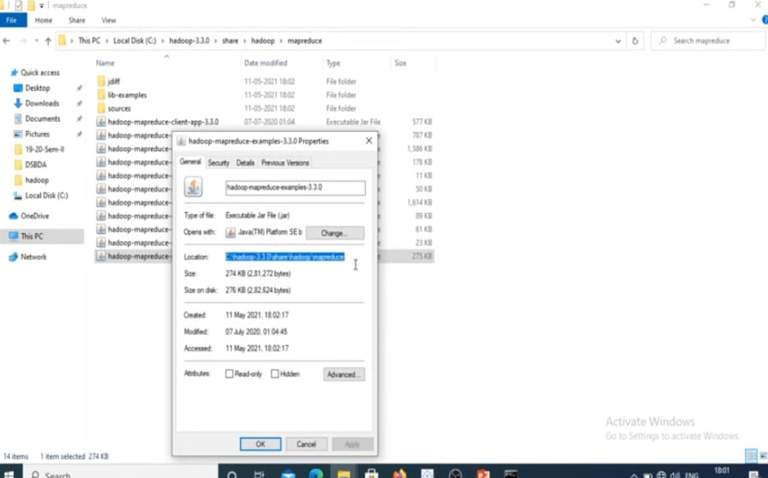 mapreduce
File Home Share View
This PC > Local Disk (C:) > hadoop-3.3.0 > share > hadoop > mapreduce
Search mapreduce
Name Date modified Type Size
Quick access
Desktop
Downloads
Documents
Pictures
19-20-Sem-II
DSBDA
hadoop
Local Disk (C:)
OneDrive
This PC
Network
jdiff 11-05-2021 18:02 File folder
lib-examples 11-05-2021 18:02 File folder
sources 11-05-2021 18:02 File folder
hadoop-mapreduce-client-app-3.3.0 07-07-2020 01:04 Executable Jar File 577 KB
hadoop-mapreduce- 787 KB
hadoop-mapreduce- 1,586 KB
hadoop-mapreduce- 178 KB
hadoop-mapreduce- 11 KB
hadoop-mapreduce- 50 KB
hadoop-mapreduce- 1,614 KB
hadoop-mapreduce- 89 KB
hadoop-mapreduce- 61 KB
hadoop-mapreduce- 23 KB
hadoop-mapreduce- 275 KB
hadoop-mapreduce-examples-3.3.0 Properties
General Security Details Previous Versions
hadoop-mapreduce-examples-3.3.0
Type of file: Executable Jar File (.jar)
Opens with: Java(TM) Platform SE b Change...
Location: C:\hadoop-3.3.0\share\hadoop\mapreduce
Size: 274 KB (2,81,272 bytes)
Size on disk: 276 KB (2,82,624 bytes)
Created: 11 May 2021, 18:02:17
Modified: 07 July 2020, 01:04:45
Accessed: 11 May 2021, 18:02:17
Attributes: Read-only Hidden Advanced...
OK Cancel Apply
Activate Windows
Go to Settings to activate Windows.
14 items 1 item selected 274 KB
Search
ENG 18:01